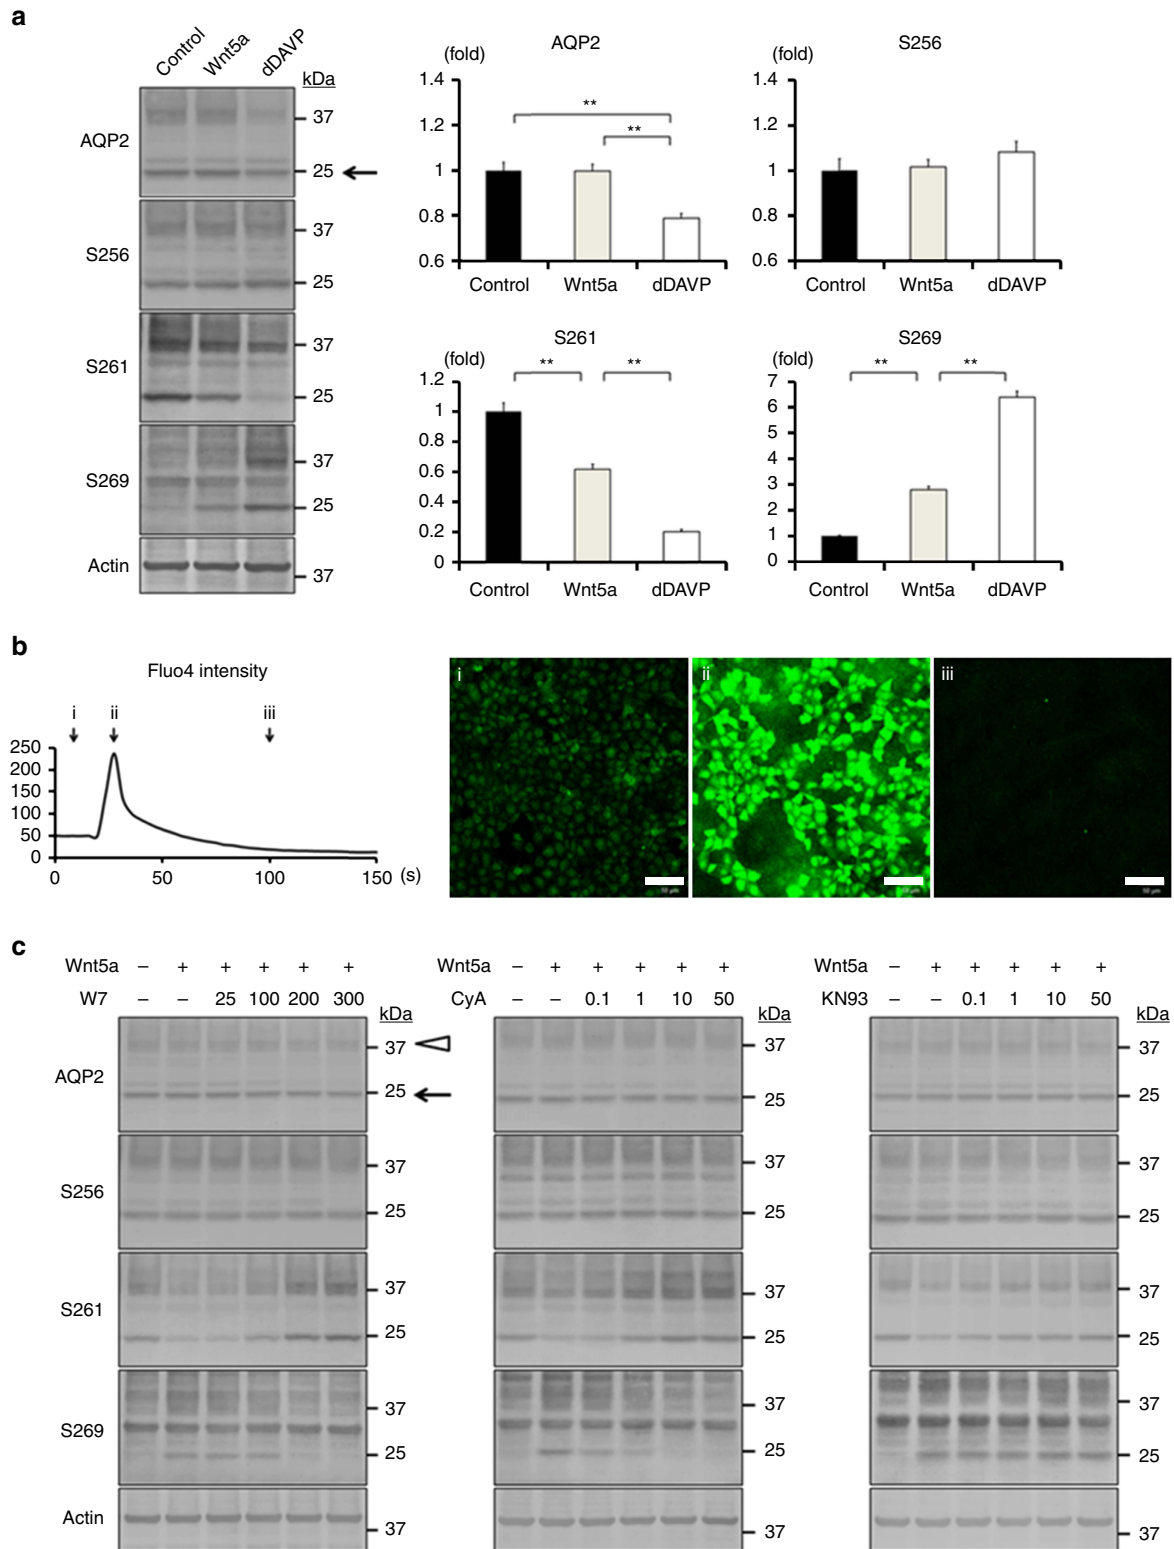 a
Control Wnt5a dDAVP
kDa
AQP2
37
25
S256
37
25
S261
37
25
S269
37
25
Actin
37
AQP2
(fold)
1.4
1.2
1
0.8
0.6
**
**
Control Wnt5a dDAVP
S256
(fold)
1.4
1.2
1
0.8
0.6
Control Wnt5a dDAVP
S261
(fold)
1.2
1
0.8
0.6
0.4
0.2
0
** **
Control Wnt5a dDAVP
S269
(fold)
7
6
5
4
3
2
1
0
** **
Control Wnt5a dDAVP
b
Fluo4 intensity
i ii iii
250
200
150
100
50
0
0 50 100 150 (s)
i
ii
iii
c
Wnt5a – + + + + +
W7 – – 25 100 200 300
kDa
AQP2
37
25
S256
37
25
S261
37
25
S269
37
25
Actin
37
Wnt5a – + + + + +
CyA – – 0.1 1 10 50
kDa
37
25
37
25
37
25
37
25
37
Wnt5a – + + + + +
KN93 – – 0.1 1 10 50
kDa
37
25
37
25
37
25
37
25
37